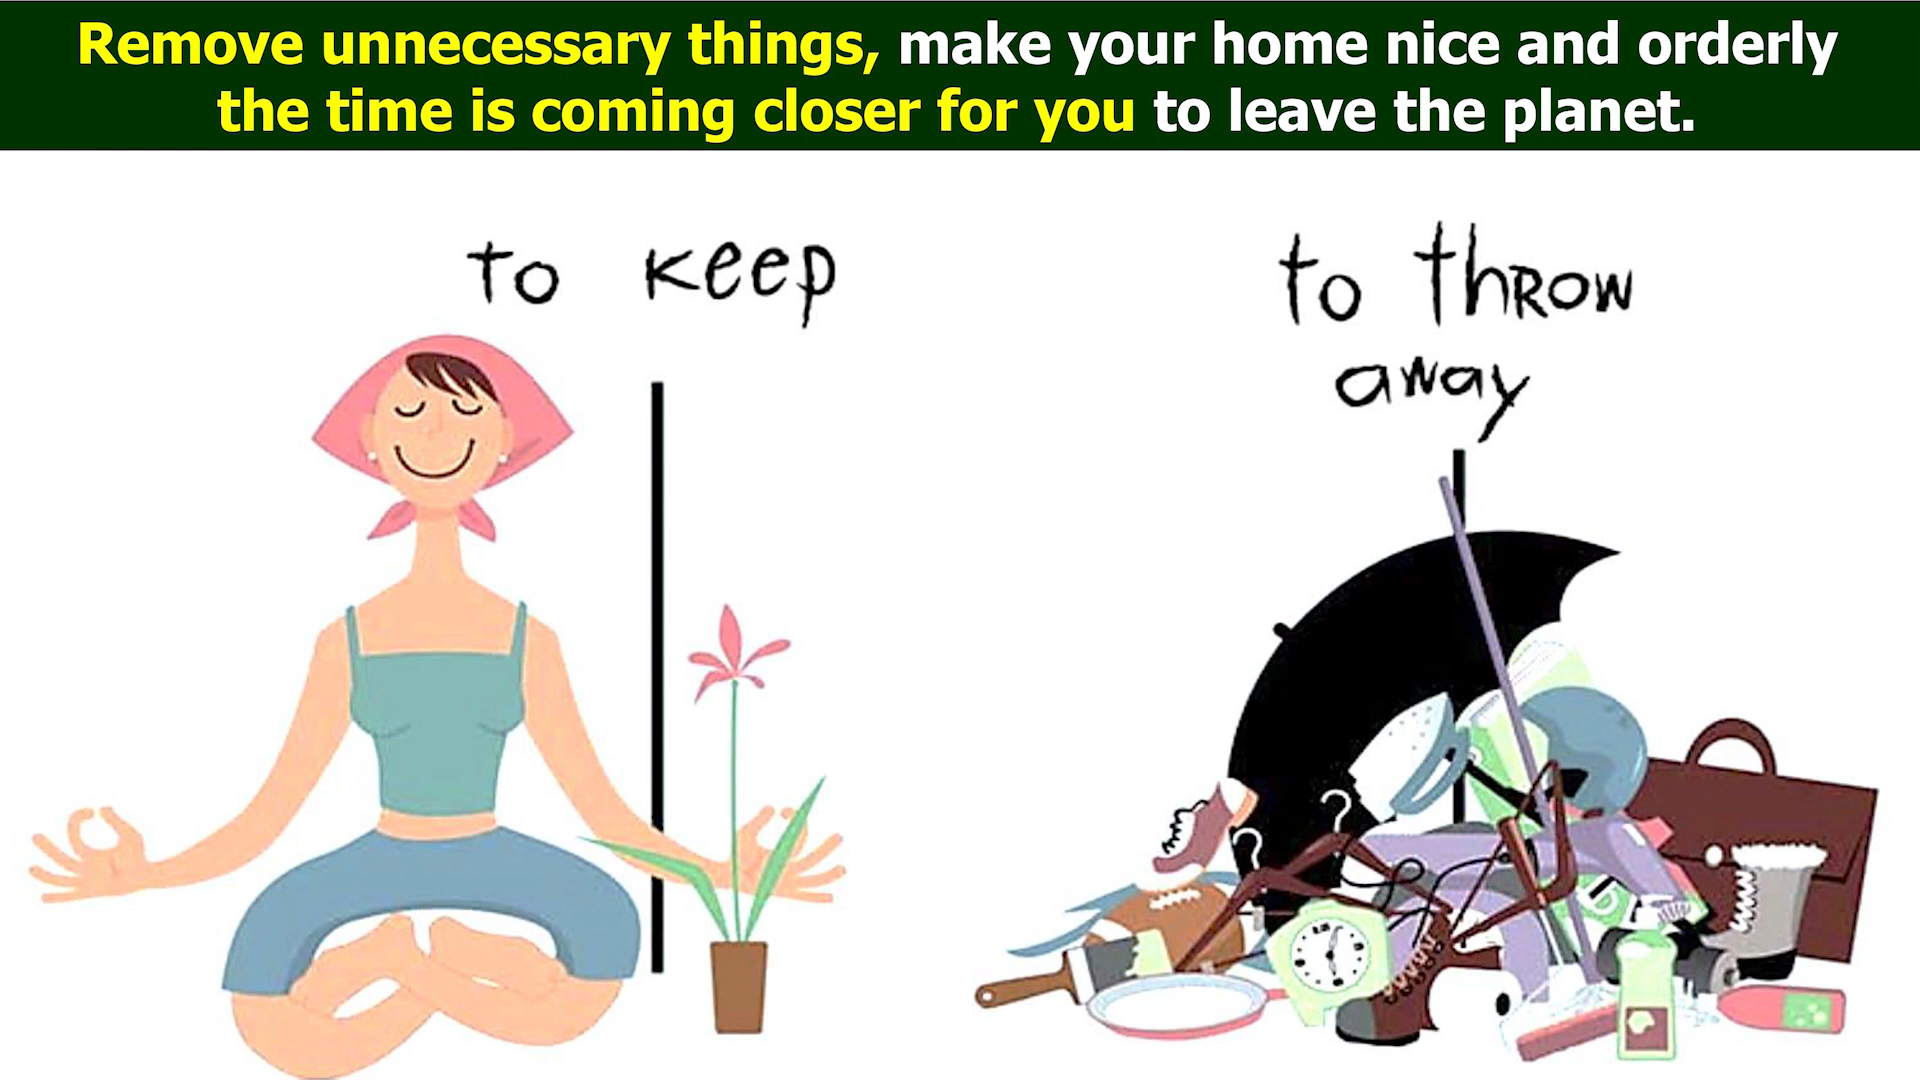 Remove unnecessary things, make your home nice and orderly
the time is coming closer for you to leave the planet.
to keep
to throw
away